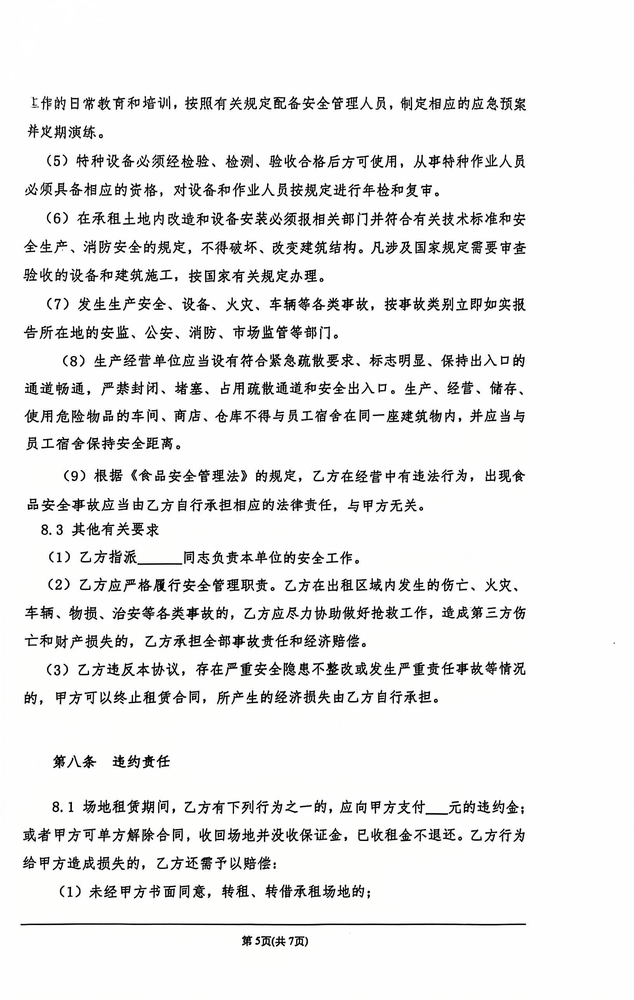 工作的日常教育和培训，按照有关规定配备安全管理人员，制定相应的应急预案
并定期演练。
（5）特种设备必须经检验、检测、验收合格后方可使用，从事特种作业人员
必须具备相应的资格，对设备和作业人员按规定进行年检和复审。
（6）在承租土地内改造和设备安装必须报相关部门并符合有关技术标准和安
全生产、消防安全的规定，不得破坏、改变建筑结构。凡涉及国家规定需要审查
验收的设备和建筑施工，按国家有关规定办理。
（7）发生生产安全、设备、火灾、车辆等各类事故，按事故类别立即如实报
告所在地的安监、公安、消防、市场监管等部门。
（8）生产经营单位应当设有符合紧急疏散要求、标志明显、保持出入口的
通道畅通，严禁封闭、堵塞、占用疏散通道和安全出入口。生产、经营、储存、
使用危险物品的车间、商店、仓库不得与员工宿舍在同一座建筑物内，并应当与
员工宿舍保持安全距离。
（9）根据《食品安全管理法》的规定，乙方在经营中有违法行为，出现食
品安全事故应当由乙方自行承担相应的法律责任，与甲方无关。
8.3 其他有关要求
（1）乙方指派______同志负责本单位的安全工作。
（2）乙方应严格履行安全管理职责。乙方在出租区域内发生的伤亡、火灾、
车辆、物损、治安等各类事故的，乙方应尽力协助做好抢救工作，造成第三方伤
亡和财产损失的，乙方承担全部事故责任和经济赔偿。
（3）乙方违反本协议，存在严重安全隐患不整改或发生严重责任事故等情况
的，甲方可以终止租赁合同，所产生的经济损失由乙方自行承担。
第八条　违约责任
8.1 场地租赁期间，乙方有下列行为之一的，应向甲方支付___元的违约金；
或者甲方可单方解除合同，收回场地并没收保证金，已收租金不退还。乙方行为
给甲方造成损失的，乙方还需予以赔偿：
（1）未经甲方书面同意，转租、转借承租场地的；
第 5页(共 7页)